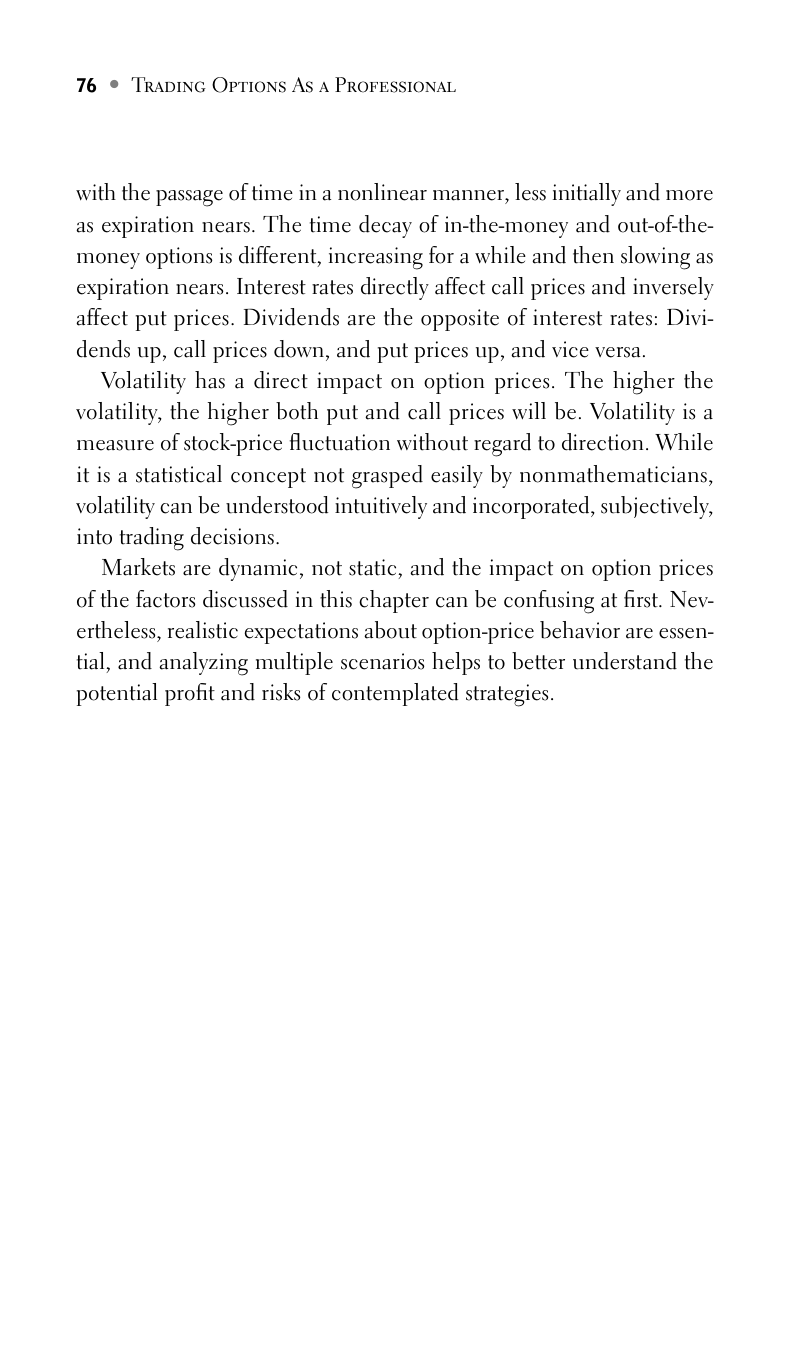 76 • Trading Options As a Professional
with the passage of time in a nonlinear manner, less initially and more
as expiration nears. The time decay of in-the-money and out-of-the-
money options is different, increasing for a while and then slowing as
expiration nears. Interest rates directly affect call prices and inversely
affect put prices. Dividends are the opposite of interest rates: Divi-
dends up, call prices down, and put prices up, and vice versa.
Volatility has a direct impact on option prices. The higher the
volatility, the higher both put and call prices will be. Volatility is a
measure of stock-price fluctuation without regard to direction. While
it is a statistical concept not grasped easily by nonmathematicians,
volatility can be understood intuitively and incorporated, subjectively,
into trading decisions.
Markets are dynamic, not static, and the impact on option prices
of the factors discussed in this chapter can be confusing at first. Nev-
ertheless, realistic expectations about option-price behavior are essen-
tial, and analyzing multiple scenarios helps to better understand the
potential profit and risks of contemplated strategies.